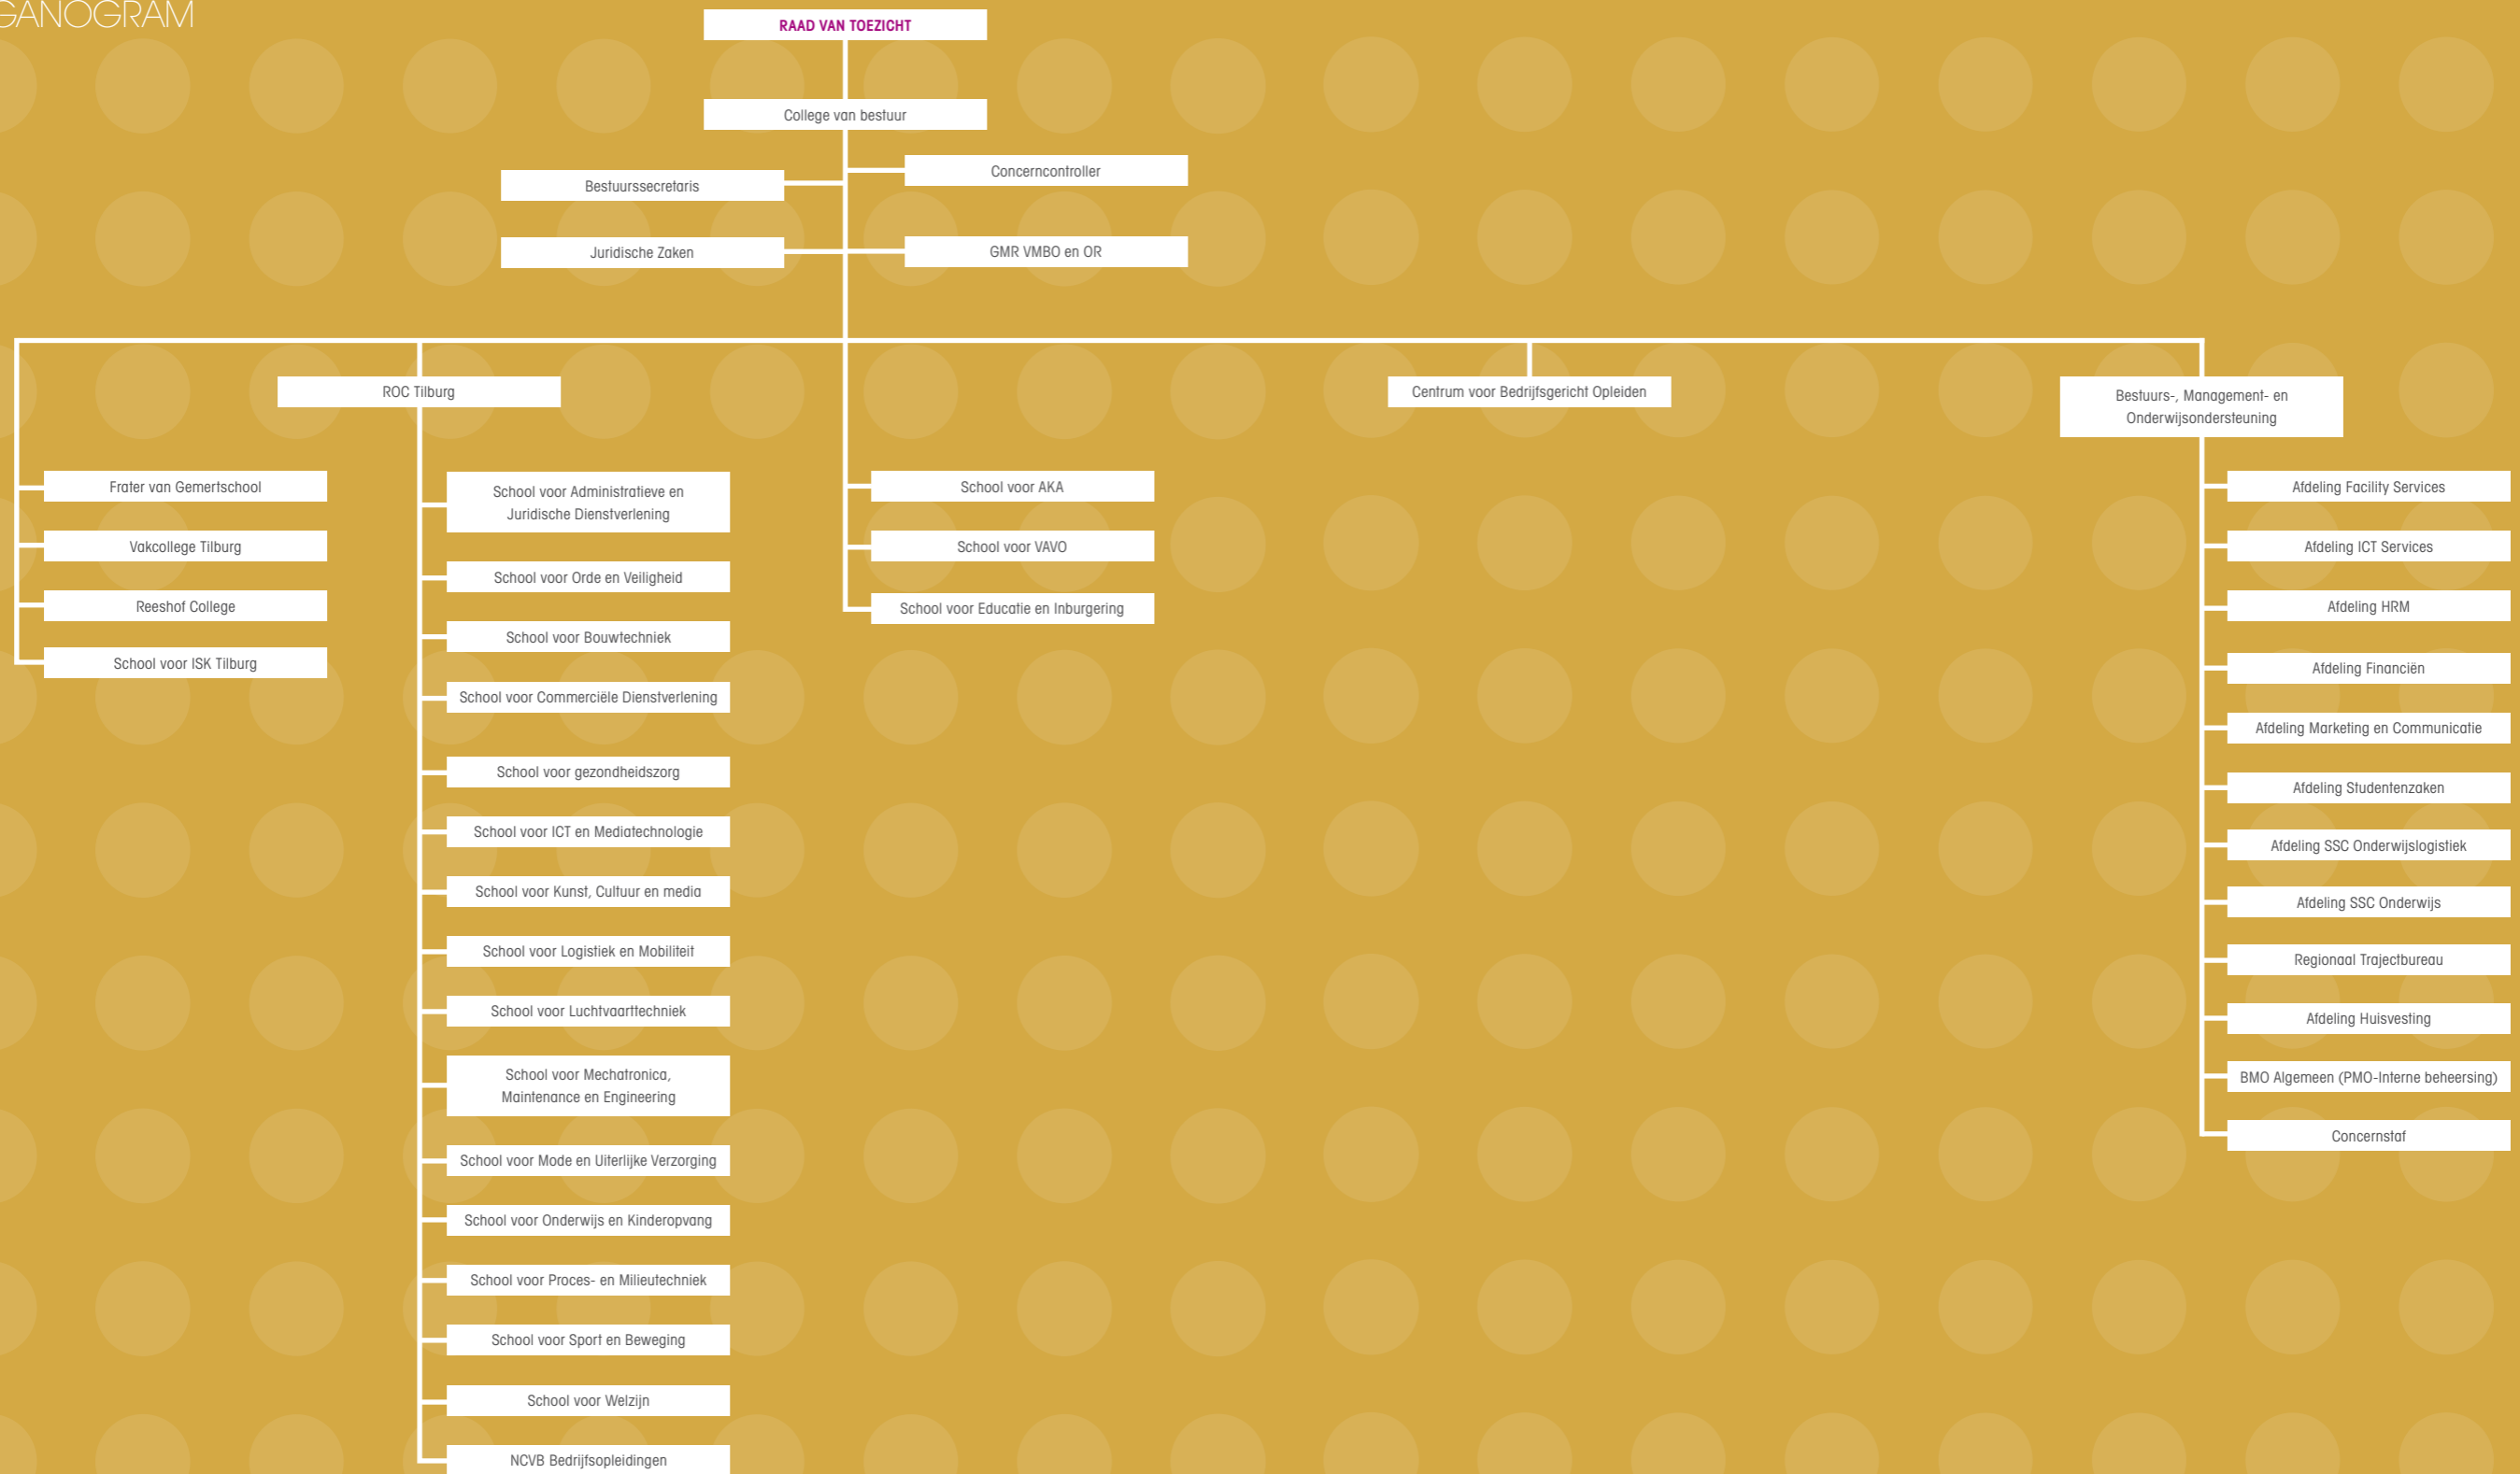 GANOGRAM
RAAD VAN TOEZICHT
College van bestuur
Concerncontroller
Bestuurssecretaris
Juridische Zaken
GMR VMBO en OR
ROC Tilburg
Centrum voor Bedrijfsgericht Opleiden
Bestuurs-, Management- en
Onderwijsondersteuning
Frater van Gemertschool
Vakcollege Tilburg
Reeshof College
School voor ISK Tilburg
School voor Administratieve en
Juridische Dienstverlening
School voor Orde en Veiligheid
School voor Bouwtechniek
School voor Commerciële Dienstverlening
School voor gezondheidszorg
School voor ICT en Mediatechnologie
School voor Kunst, Cultuur en media
School voor Logistiek en Mobiliteit
School voor Luchtvaarttechniek
School voor Mechatronica,
Maintenance en Engineering
School voor Mode en Uiterlijke Verzorging
School voor Onderwijs en Kinderopvang
School voor Proces- en Milieutechniek
School voor Sport en Beweging
School voor Welzijn
NCVB Bedrijfsopleidingen
School voor AKA
School voor VAVO
School voor Educatie en Inburgering
Afdeling Facility Services
Afdeling ICT Services
Afdeling HRM
Afdeling Financiën
Afdeling Marketing en Communicatie
Afdeling Studentenzaken
Afdeling SSC Onderwijslogistiek
Afdeling SSC Onderwijs
Regionaal Trajectbureau
Afdeling Huisvesting
BMO Algemeen (PMO-Interne beheersing)
Concernstaf